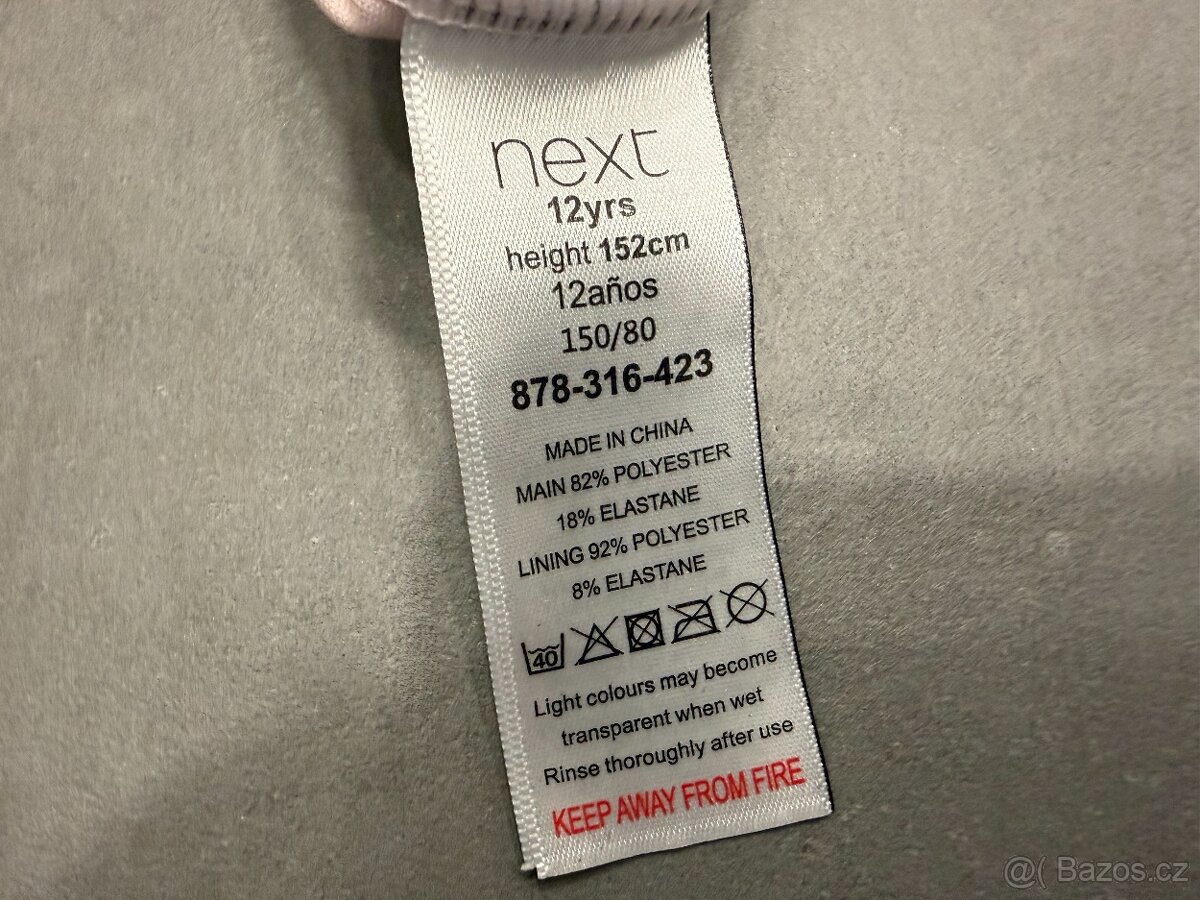 next
12yrs
height 152cm
12años
150/80
878-316-423
MADE IN CHINA
MAIN 82% POLYESTER
18% ELASTANE
LINING 92% POLYESTER
8% ELASTANE
40
Light colours may become
transparent when wet
Rinse thoroughly after use
KEEP AWAY FROM FIRE
@( Bazos.cz